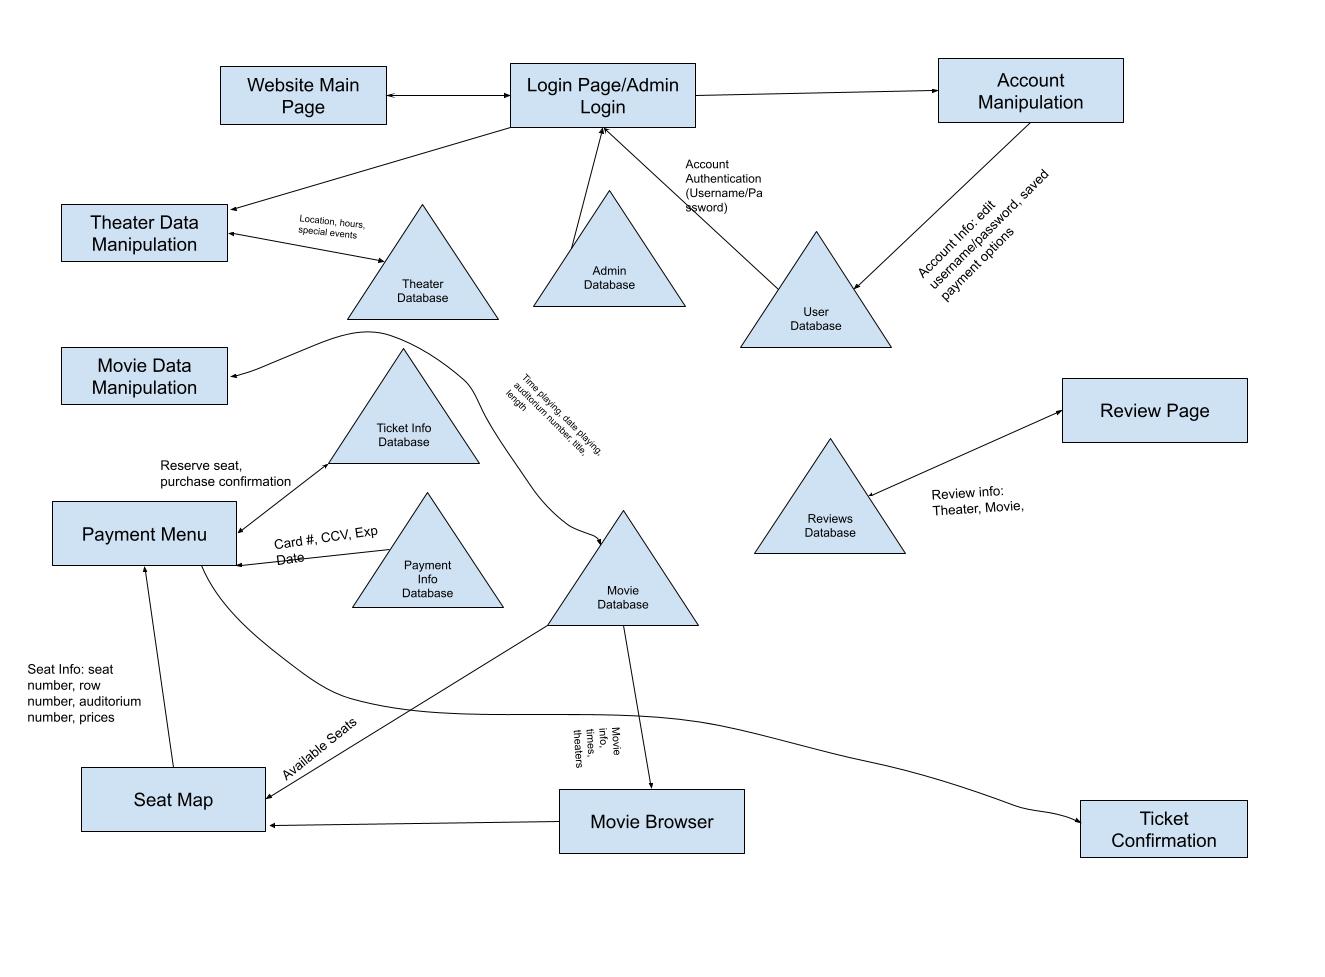 Website Main
Page
Login Page/Admin
Login
Account
Manipulation
Account
Authentication
(Username/Pa
ssword)
Theater Data
Manipulation
Location, hours,
special events
Theater
Database
Admin
Database
User
Database
Account Info: edit
username/password, saved
payment options
Movie Data
Manipulation
Ticket Info
Database
Time playing, date playing,
auditorium number, title,
length
Review Page
Reserve seat,
purchase confirmation
Reviews
Database
Review info:
Theater, Movie,
Payment Menu
Card #, CCV, Exp
Date
Payment
Info
Database
Movie
Database
Seat Info: seat
number, row
number, auditorium
number, prices
Available Seats
Movie
info,
times,
theaters
Seat Map
Movie Browser
Ticket
Confirmation